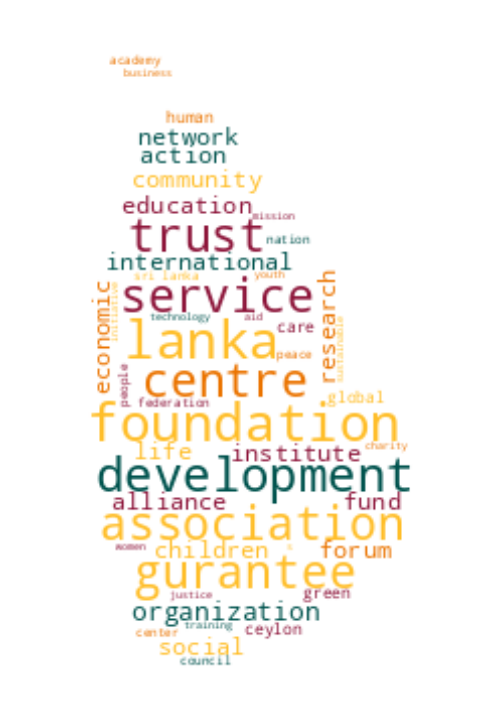 academy
business
human
network
action
community
education
mission
trust
nation
international
sri lanka
youth
service
economic
initiative
research
sustainable
technology
aid
care
lanka
peace
centre
people
federation
global
foundation
life
institute
charity
development
alliance
fund
association
women
children
forum
gurantee
justice
green
organization
training
center
ceylon
social
council